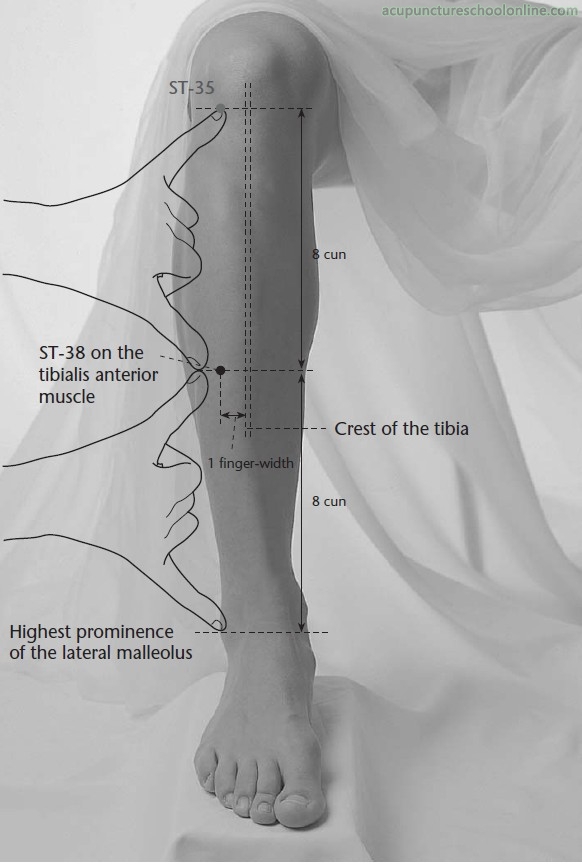 acupunctureschoolonline.com
ST-35
8 cun
ST-38 on the
tibialis anterior
muscle
Crest of the tibia
1 finger-width
8 cun
Highest prominence
of the lateral malleolus